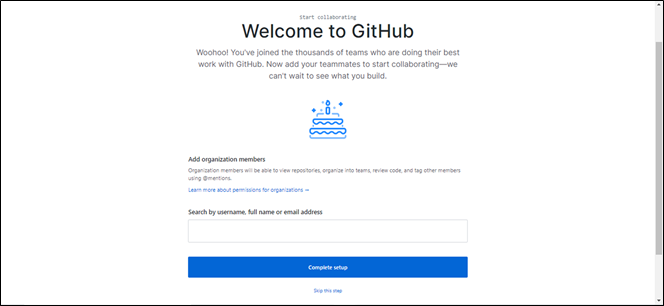 Start collaborating
Welcome to GitHub
Woohoo! You've joined the thousands of teams who are doing their best
work with GitHub. Now add your teammates to start collaborating—we
can't wait to see what you build.
Add organization members
Organization members will be able to view repositories, organize into teams, review code, and tag other members
using @mentions.
Learn more about permissions for organizations →
Search by username, full name or email address
Complete setup
Skip this step